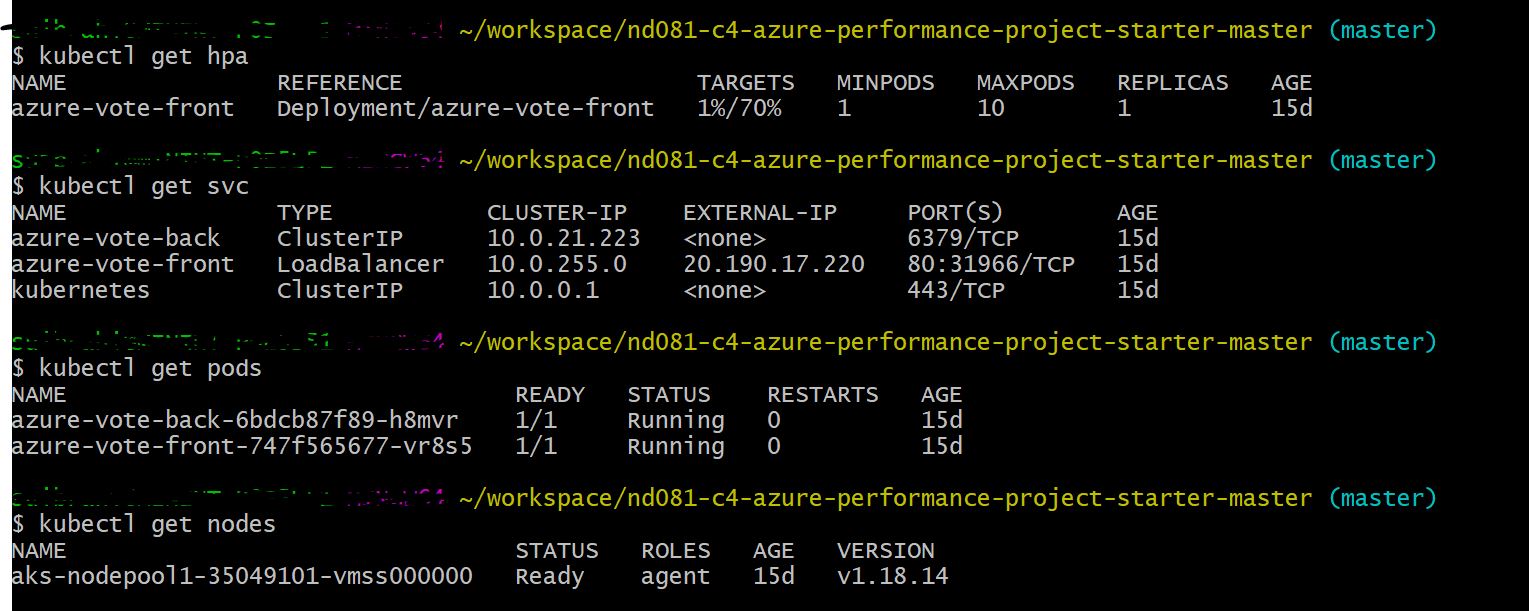 ~/workspace/nd081-c4-azure-performance-project-starter-master (master)
$ kubectl get hpa
NAME REFERENCE TARGETS MINPODS MAXPODS REPLICAS AGE
azure-vote-front Deployment/azure-vote-front 1%/70% 1 10 1 15d
~/workspace/nd081-c4-azure-performance-project-starter-master (master)
$ kubectl get svc
NAME TYPE CLUSTER-IP EXTERNAL-IP PORT(S) AGE
azure-vote-back ClusterIP 10.0.21.223 <none> 6379/TCP 15d
azure-vote-front LoadBalancer 10.0.255.0 20.190.17.220 80:31966/TCP 15d
kubernetes ClusterIP 10.0.0.1 <none> 443/TCP 15d
~/workspace/nd081-c4-azure-performance-project-starter-master (master)
$ kubectl get pods
NAME READY STATUS RESTARTS AGE
azure-vote-back-6bdcb87f89-h8mvr 1/1 Running 0 15d
azure-vote-front-747f565677-vr8s5 1/1 Running 0 15d
~/workspace/nd081-c4-azure-performance-project-starter-master (master)
$ kubectl get nodes
NAME STATUS ROLES AGE VERSION
aks-nodepool1-35049101-vmss000000 Ready agent 15d v1.18.14